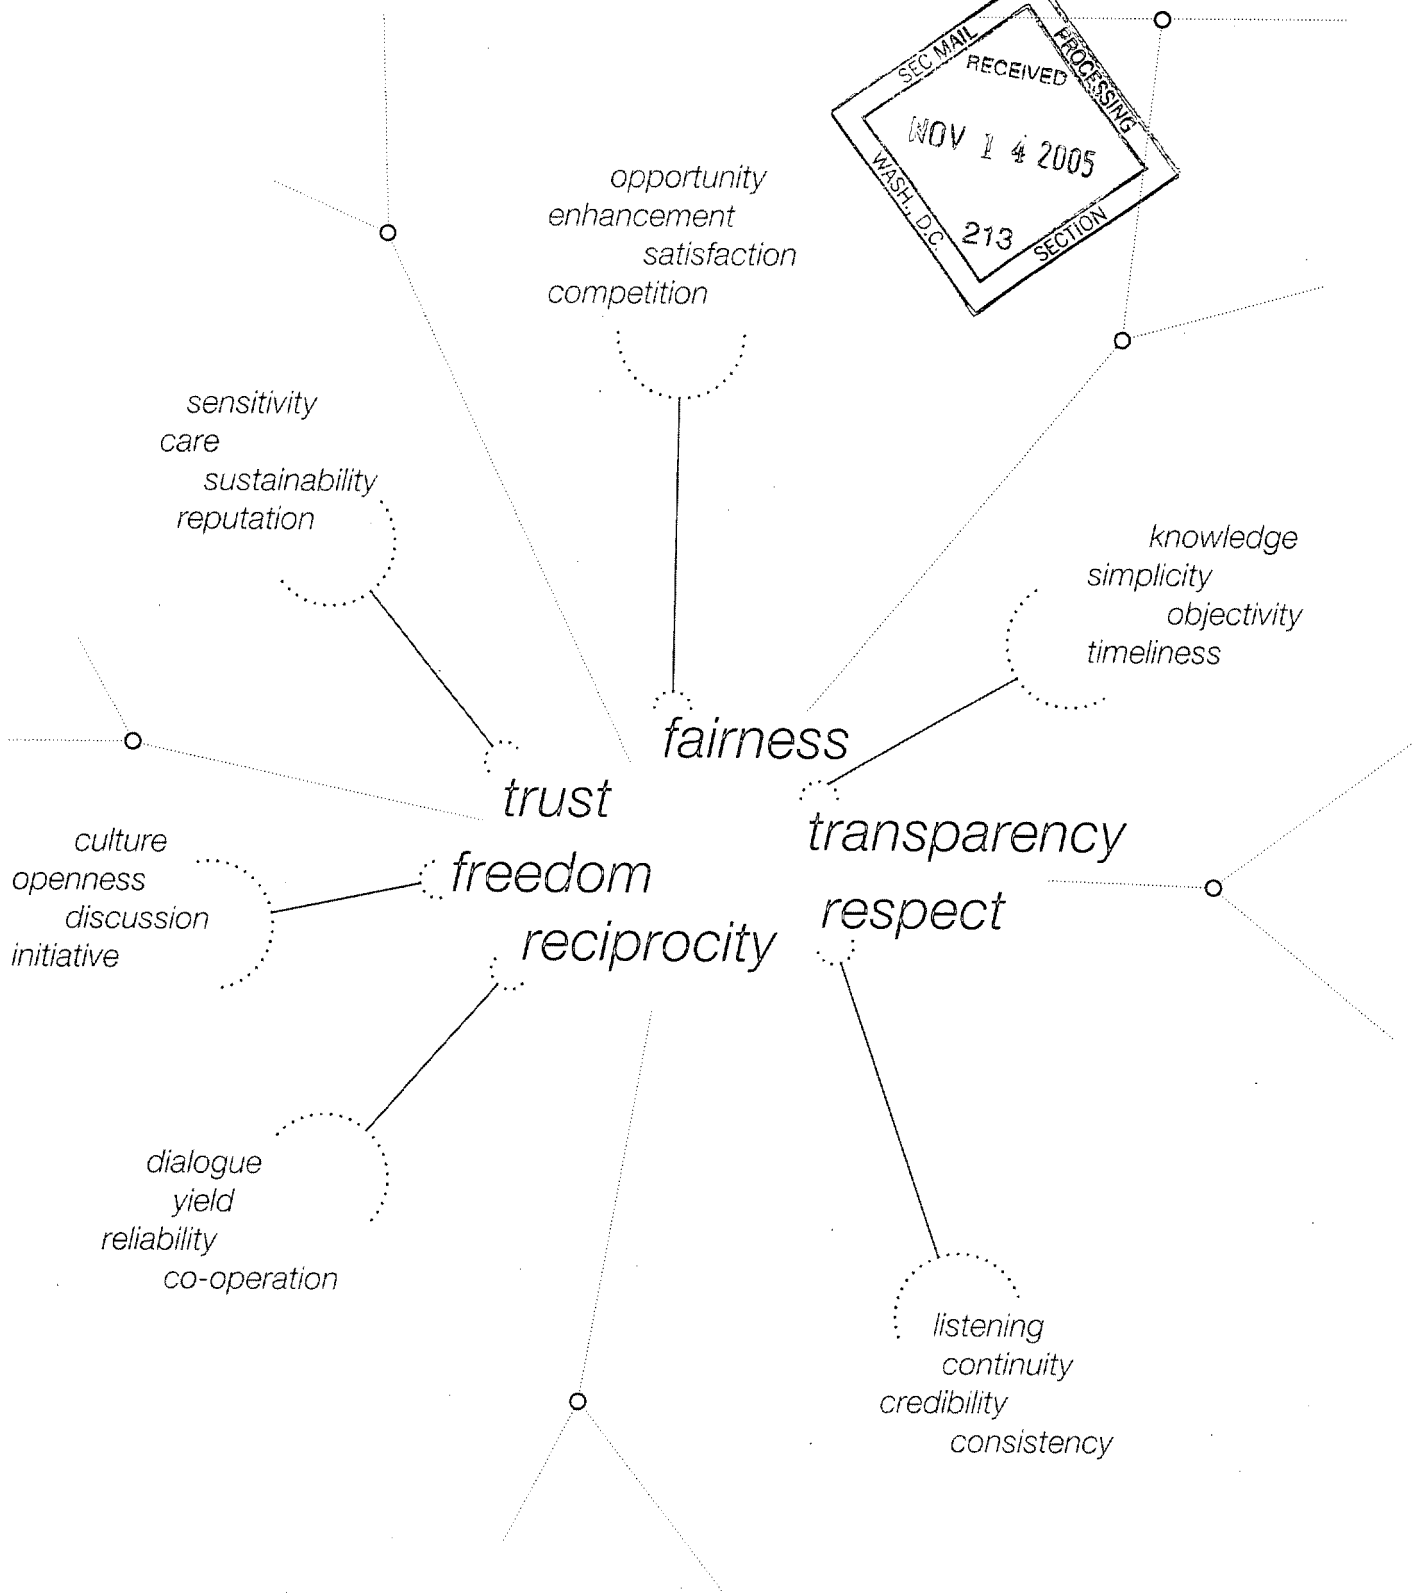 SEC MAIL
PROCESSING
RECEIVED
NOV 14 2005
WASH., D.C.
213
SECTION
opportunity
enhancement
satisfaction
competition
sensitivity
care
sustainability
reputation
knowledge
simplicity
objectivity
timeliness
fairness
trust
transparency
culture
openness
discussion
initiative
freedom
respect
reciprocity
dialogue
yield
reliability
co-operation
listening
continuity
credibility
consistency